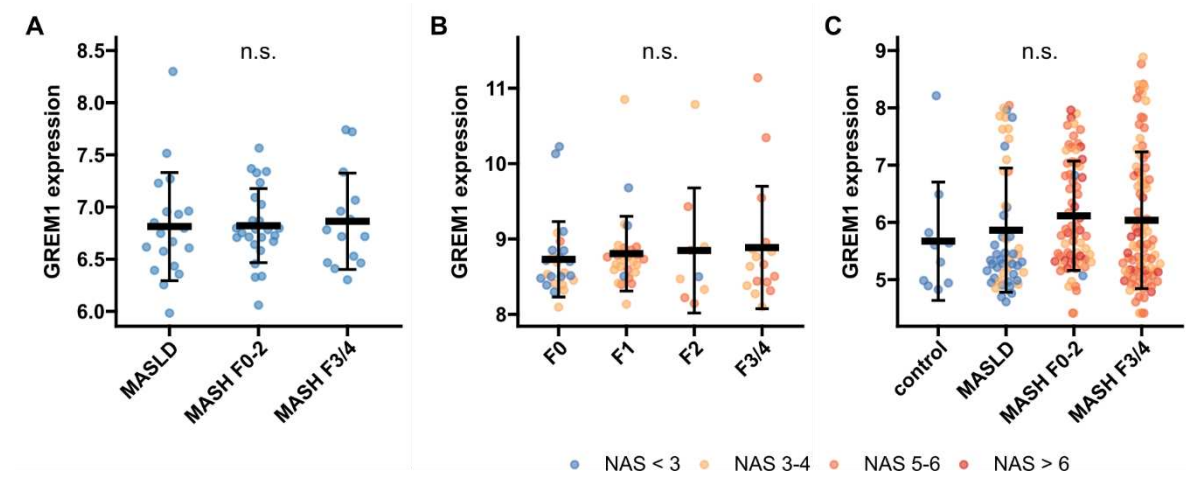 A
n.s.
GREM1 expression
8.5
8.0
7.5
7.0
6.5
6.0
MASLD
MASH F0-2
MASH F3/4
B
n.s.
GREM1 expression
11
10
9
8
F0
F1
F2
F3/4
C
n.s.
GREM1 expression
9
8
7
6
5
control
MASLD
MASH F0-2
MASH F3/4
NAS < 3
NAS 3-4
NAS 5-6
NAS > 6